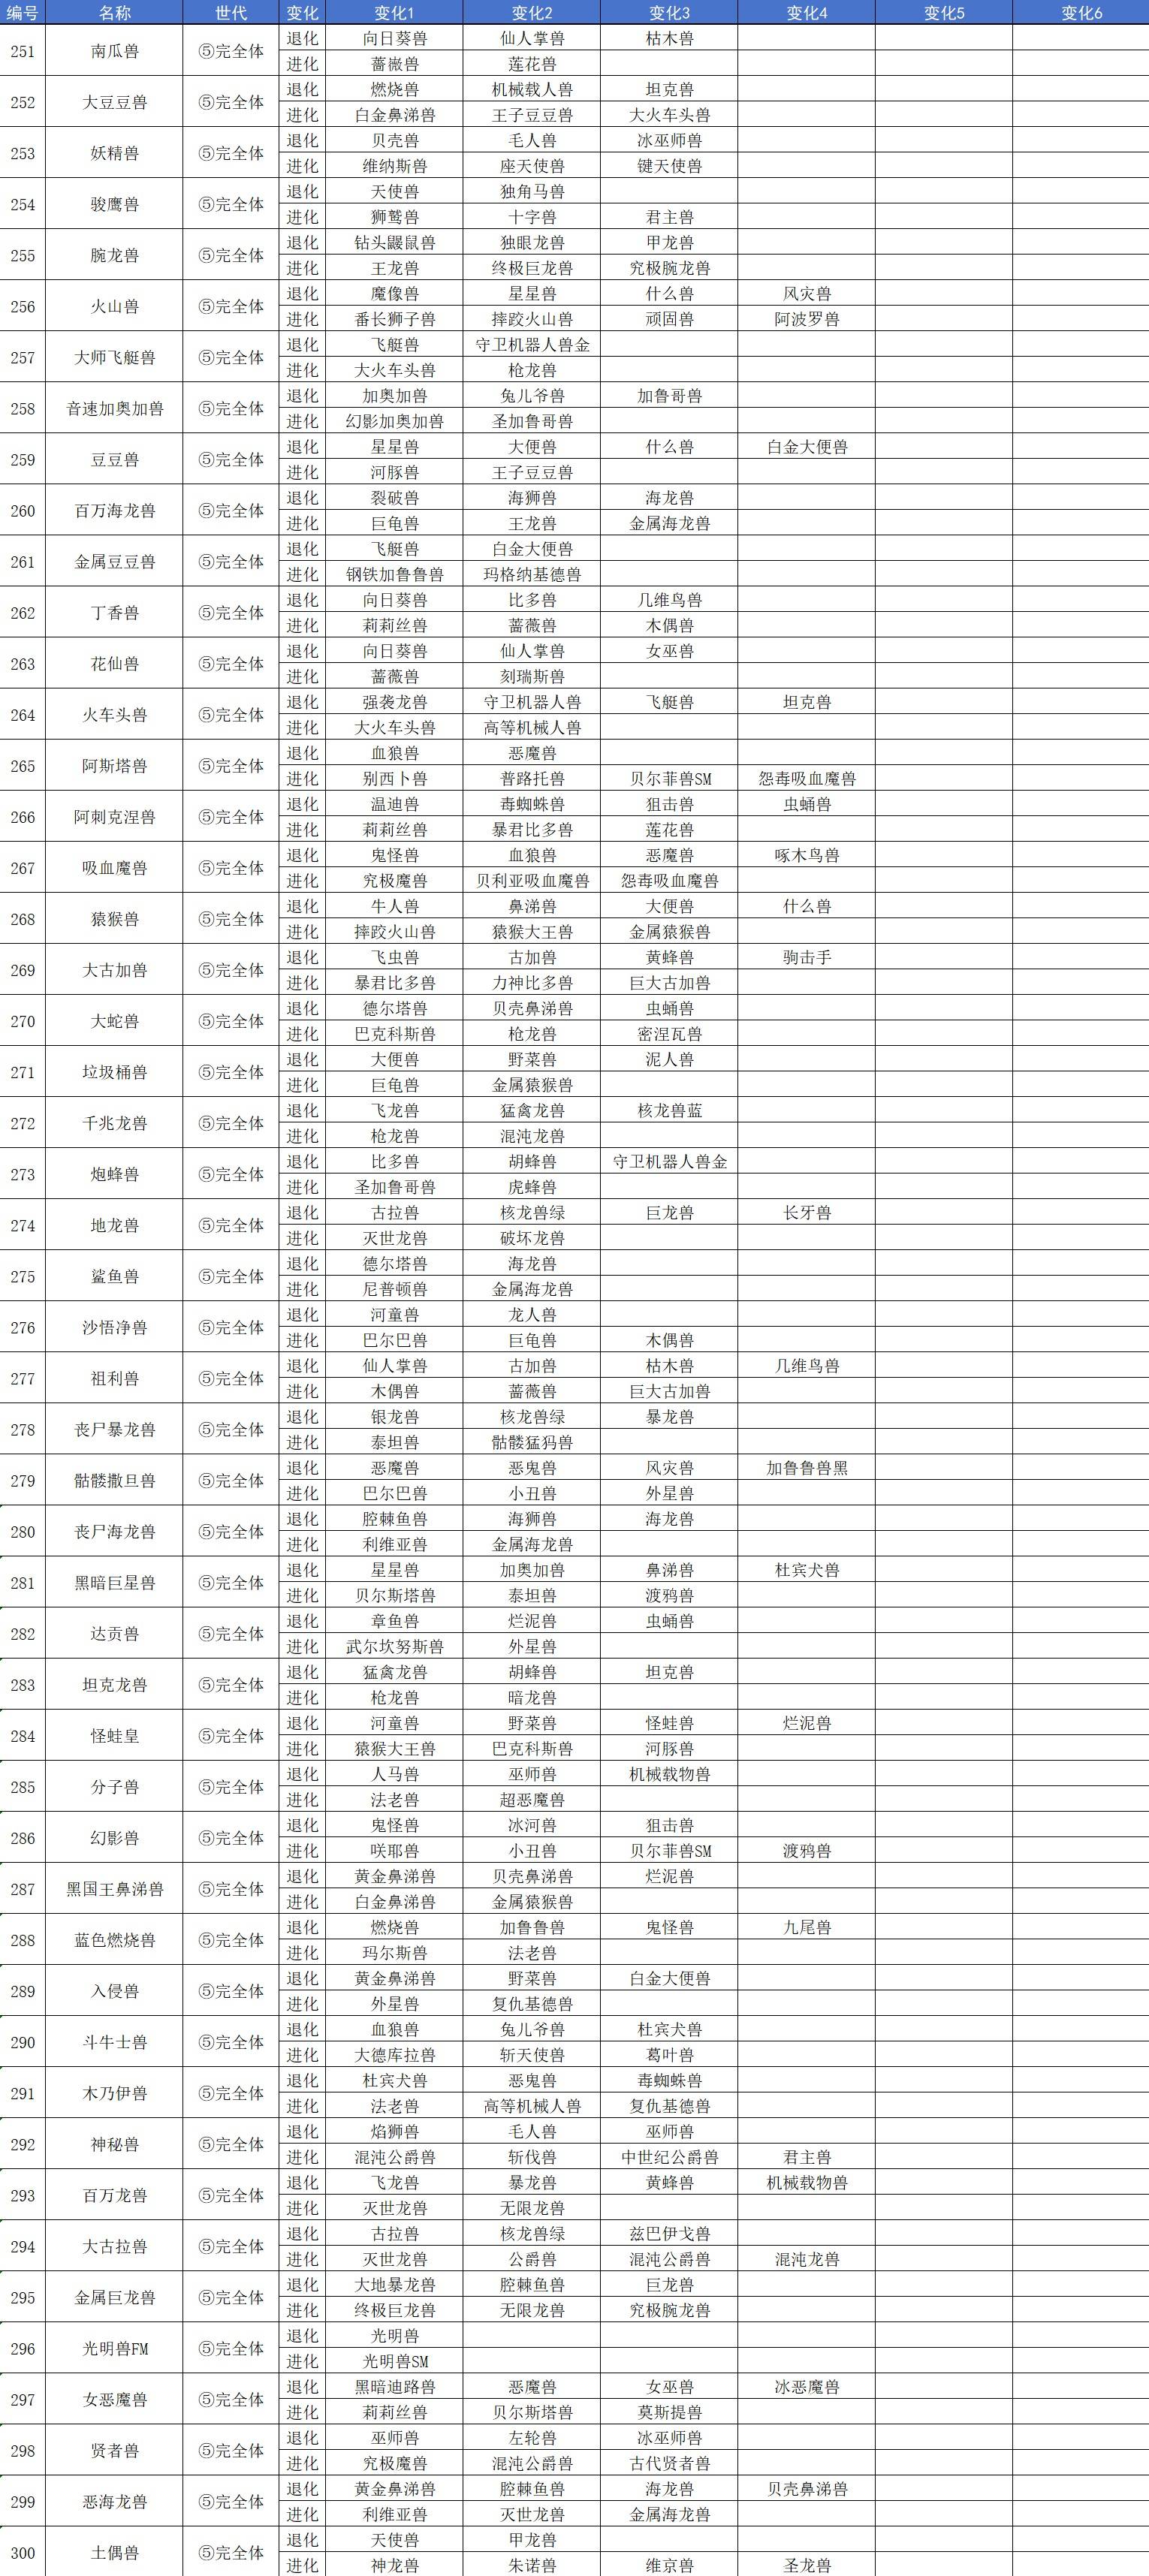 编号 名称 世代 变化 变化1 变化2 变化3 变化4 变化5 变化6
251 南瓜兽 ⑤完全体 退化 向日葵兽 仙人掌兽 枯木兽
进化 蔷嶶兽 莲花兽
252 大豆豆兽 ⑤完全体 退化 燃烧兽 机械载人兽 坦克兽
进化 白金鼻涕兽 王子豆豆兽 大火车头兽
253 妖精兽 ⑤完全体 退化 贝壳兽 毛人兽 冰巫师兽
进化 维纳斯兽 座天使兽 键天使兽
254 骏鹰兽 ⑤完全体 退化 天使兽 独角马兽
进化 狮鹫兽 十字兽 君主兽
255 腕龙兽 ⑤完全体 退化 钻头鼹鼠兽 独眼龙兽 甲龙兽
进化 王龙兽 终极巨龙兽 究极腕龙兽
256 火山兽 ⑤完全体 退化 魔像兽 星星兽 什么兽 风灾兽
进化 番长狮子兽 摔跤火山兽 顽固兽 阿波罗兽
257 大师飞艇兽 ⑤完全体 退化 飞艇兽 守卫机器人兽金
进化 大火车头兽 枪龙兽
258 音速加奥加兽 ⑤完全体 退化 加奥加兽 兔儿爷兽 加鲁哥兽
进化 幻影加奥加兽 圣加鲁哥兽
259 豆豆兽 ⑤完全体 退化 星星兽 大便兽 什么兽 白金大便兽
进化 河豚兽 王子豆豆兽
260 百万海龙兽 ⑤完全体 退化 裂破兽 海狮兽 海龙兽
进化 巨龟兽 王龙兽 金属海龙兽
261 金属豆豆兽 ⑤完全体 退化 飞艇兽 白金大便兽
进化 钢铁加鲁鲁兽 玛格纳基德兽
262 丁香兽 ⑤完全体 退化 向日葵兽 比多兽 几维鸟兽
进化 莉莉丝兽 蔷薇兽 木偶兽
263 花仙兽 ⑤完全体 退化 向日葵兽 仙人掌兽 女巫兽
进化 蔷薇兽 刻瑞斯兽
264 火车头兽 ⑤完全体 退化 强袭龙兽 守卫机器人兽 飞艇兽 坦克兽
进化 大火车头兽 高等机械人兽
265 阿斯塔兽 ⑤完全体 退化 血狼兽 恶魔兽
进化 别西卜兽 普路托兽 贝尔菲兽SM 怨毒吸血魔兽
266 阿刺克涅兽 ⑤完全体 退化 温迪兽 毒蜘蛛兽 狙击兽 虫蛹兽
进化 莉莉丝兽 暴君比多兽 莲花兽
267 吸血魔兽 ⑤完全体 退化 鬼怪兽 血狼兽 恶魔兽 啄木鸟兽
进化 究极魔兽 贝利亚吸血魔兽 怨毒吸血魔兽
268 猿猴兽 ⑤完全体 退化 牛人兽 鼻涕兽 大便兽 什么兽
进化 摔跤火山兽 猿猴大王兽 金属猿猴兽
269 大古加兽 ⑤完全体 退化 飞虫兽 古加兽 黄蜂兽 驹击手
进化 暴君比多兽 力神比多兽 巨大古加兽
270 大蛇兽 ⑤完全体 退化 德尔塔兽 贝壳鼻涕兽 虫蛹兽
进化 巴克科斯兽 枪龙兽 密涅瓦兽
271 垃圾桶兽 ⑤完全体 退化 大便兽 野菜兽 泥人兽
进化 巨龟兽 金属猿猴兽
272 千兆龙兽 ⑤完全体 退化 飞龙兽 猛禽龙兽 核龙兽蓝
进化 枪龙兽 混沌龙兽
273 炮蜂兽 ⑤完全体 退化 比多兽 胡蜂兽 守卫机器人兽金
进化 圣加鲁哥兽 虎蜂兽
274 地龙兽 ⑤完全体 退化 古拉兽 核龙兽绿 巨龙兽 长牙兽
进化 灭世龙兽 破坏龙兽
275 鲨鱼兽 ⑤完全体 退化 德尔塔兽 海龙兽
进化 尼普顿兽 金属海龙兽
276 沙悟净兽 ⑤完全体 退化 河童兽 龙人兽
进化 巴尔巴兽 巨龟兽 木偶兽
277 祖利兽 ⑤完全体 退化 仙人掌兽 古加兽 枯木兽 几维鸟兽
进化 木偶兽 蔷薇兽 巨大古加兽
278 丧尸暴龙兽 ⑤完全体 退化 银龙兽 核龙兽绿 暴龙兽
进化 泰坦兽 骷髅猛犸兽
279 骷髅撒旦兽 ⑤完全体 退化 恶魔兽 恶鬼兽 风灾兽 加鲁鲁兽黑
进化 巴尔巴兽 小丑兽 外星兽
280 丧尸海龙兽 ⑤完全体 退化 腔棘鱼兽 海狮兽 海龙兽
进化 利维亚兽 金属海龙兽
281 黑暗巨星兽 ⑤完全体 退化 星星兽 加奥加兽 鼻涕兽 杜宾犬兽
进化 贝尔斯塔兽 泰坦兽 渡鸦兽
282 达贡兽 ⑤完全体 退化 章鱼兽 烂泥兽 虫蛹兽
进化 武尔坎努斯兽 外星兽
283 坦克龙兽 ⑤完全体 退化 猛禽龙兽 胡蜂兽 坦克兽
进化 枪龙兽 暗龙兽
284 怪蛙皇 ⑤完全体 退化 河童兽 野菜兽 怪蛙兽 烂泥兽
进化 猿猴大王兽 巴克科斯兽 河豚兽
285 分子兽 ⑤完全体 退化 人马兽 巫师兽 机械载物兽
进化 法老兽 超恶魔兽
286 幻影兽 ⑤完全体 退化 鬼怪兽 冰河兽 狙击兽
进化 咲耶兽 小丑兽 贝尔菲兽SM 渡鸦兽
287 黑国王鼻涕兽 ⑤完全体 退化 黄金鼻涕兽 贝壳鼻涕兽 烂泥兽
进化 白金鼻涕兽 金属猿猴兽
288 蓝色燃烧兽 ⑤完全体 退化 燃烧兽 加鲁鲁兽 鬼怪兽 九尾兽
进化 玛尔斯兽 法老兽
289 入侵兽 ⑤完全体 退化 黄金鼻涕兽 野菜兽 白金大便兽
进化 外星兽 复仇基德兽
290 斗牛士兽 ⑤完全体 退化 血狼兽 兔儿爷兽 杜宾犬兽
进化 大德库拉兽 斩天使兽 葛叶兽
291 木乃伊兽 ⑤完全体 退化 杜宾犬兽 恶鬼兽 毒蜘蛛兽
进化 法老兽 高等机械人兽 复仇基德兽
292 神秘兽 ⑤完全体 退化 焰狮兽 毛人兽 巫师兽
进化 混沌公爵兽 斩伐兽 中世纪公爵兽 君主兽
293 百万龙兽 ⑤完全体 退化 飞龙兽 暴龙兽 黄蜂兽 机械载物兽
进化 灭世龙兽 无限龙兽
294 大古拉兽 ⑤完全体 退化 古拉兽 核龙兽绿 兹巴伊戈兽
进化 灭世龙兽 公爵兽 混沌公爵兽 混沌龙兽
295 金属巨龙兽 ⑤完全体 退化 大地暴龙兽 腔棘鱼兽 巨龙兽
进化 终极巨龙兽 无限龙兽 究极腕龙兽
296 光明兽FM ⑤完全体 退化 光明兽
进化 光明兽SM
297 女恶魔兽 ⑤完全体 退化 黑暗迪路兽 恶魔兽 女巫兽 冰恶魔兽
进化 莉莉丝兽 贝尔斯塔兽 莫斯提兽
298 贤者兽 ⑤完全体 退化 巫师兽 左轮兽 冰巫师兽
进化 究极魔兽 混沌公爵兽 古代贤者兽
299 恶海龙兽 ⑤完全体 退化 黄金鼻涕兽 腔棘鱼兽 海龙兽 贝壳鼻涕兽
进化 利维亚兽 灭世龙兽 金属海龙兽
300 土偶兽 ⑤完全体 退化 天使兽 甲龙兽
进化 神龙兽 朱诺兽 维京兽 圣龙兽